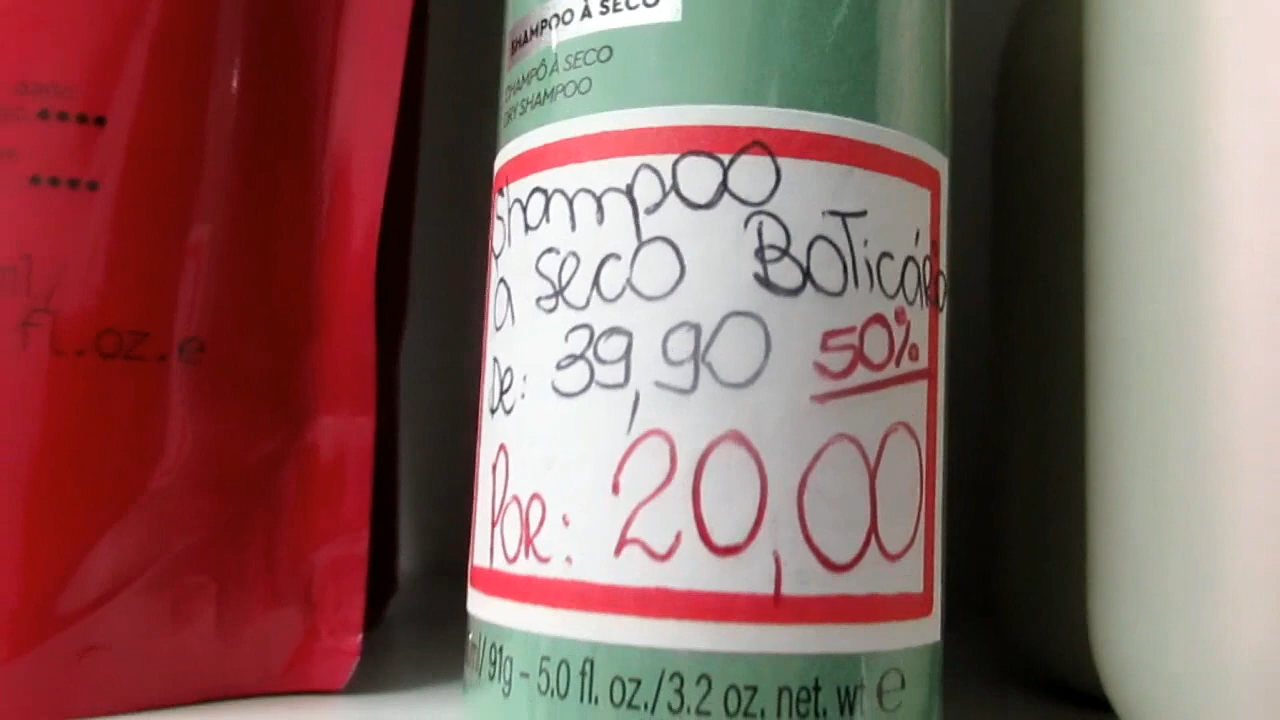 SHAMPOO À SECO
CHAMPÔ À SECO
DRY SHAMPOO
Shampoo
à seco Boticário
De: 39,90 50%
Por: 20,00
ml/91g - 5.0 fl. oz./3.2 oz. net. wt e
fl.oz.e